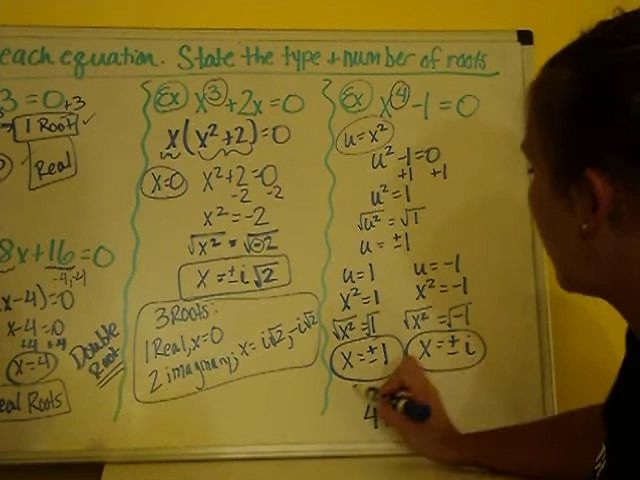 each equation. State the type + number of roots
3 = 0 +3
1 Root
Real
8x+16=0
-4,-4
x-4)=0
x-4=0
+4 +4
x=4
Double Root
eal Roots
Ex x³+2x=0
x(x²+2)=0
x=0 x²+2=0
-2 -2
x²=-2
√x² = √-2
x=±i√2
3 Roots:
1 Real, x=0
2 imaginary, x=i√2, -i√2
Ex x⁴-1=0
u=x²
u²-1=0
+1 +1
u²=1
√u²=√1
u=±1
u=1 u=-1
x²=1 x²=-1
√x²=√1 √x²=√-1
x=±1 x=±i
4